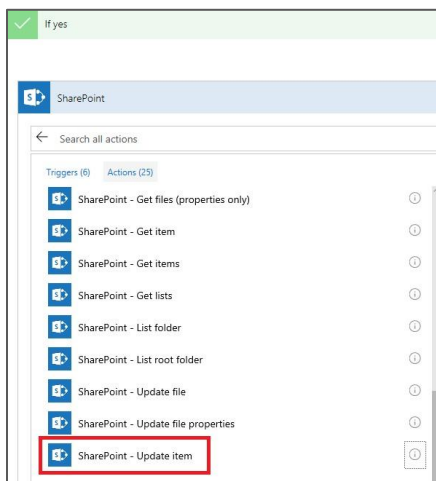 If yes
SharePoint
Search all actions
Triggers (6) Actions (25)
SharePoint - Get files (properties only)
SharePoint - Get item
SharePoint - Get items
SharePoint - Get lists
SharePoint - List folder
SharePoint - List root folder
SharePoint - Update file
SharePoint - Update file properties
SharePoint - Update item